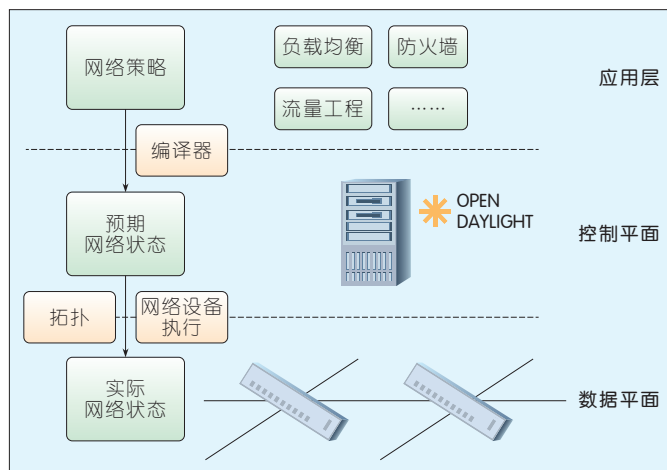 网络策略
负载均衡
防火墙
应用层
流量工程
……
编译器
预期
网络状态
OPEN
DAYLIGHT
控制平面
拓扑
网络设备
执行
实际
网络状态
数据平面